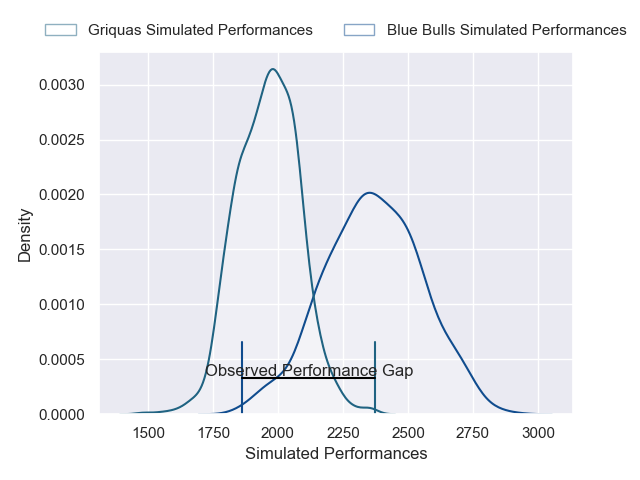 Griquas Simulated Performances
Blue Bulls Simulated Performances
0.0030
0.0025
0.0020
0.0015
0.0010
0.0005
0.0000
Density
Observed Performance Gap
1500 1750 2000 2250 2500 2750 3000
Simulated Performances